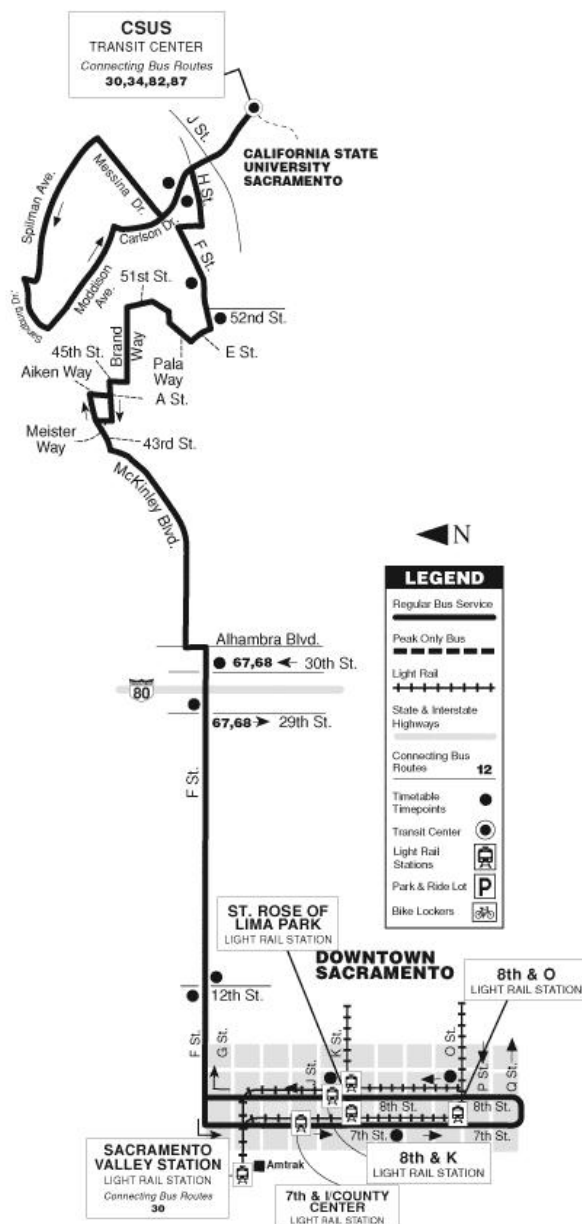 CSUS
TRANSIT CENTER
Connecting Bus Routes
30,34,82,87
J St.
CALIFORNIA STATE
UNIVERSITY
SACRAMENTO
Messina Dr.
H St.
Spilman Ave.
Carlson Dr.
F St.
Moddison Ave.
Sandburg Dr.
51st St.
52nd St.
45th St.
Brand Way
Pala
Way
E St.
Aiken Way
A St.
Meister
Way
43rd St.
McKinley Blvd.
N
LEGEND
Regular Bus Service
Peak Only Bus
Light Rail
State & Interstate
Highways
Connecting Bus
Routes 12
Timetable
Timepoints
Transit Center
Light Rail
Stations
Park & Ride Lot
P
Bike Lockers
Alhambra Blvd.
67,68 30th St.
80
67,68 29th St.
F St.
ST. ROSE OF
LIMA PARK
LIGHT RAIL STATION
DOWNTOWN
SACRAMENTO
8th & O
LIGHT RAIL STATION
12th St.
F St.
G St.
J St.
K St.
O St.
P St.
Q St.
8th St.
8th St.
7th St.
7th St.
SACRAMENTO
VALLEY STATION
LIGHT RAIL STATION
Connecting Bus Routes
30
Amtrak
8th & K
LIGHT RAIL STATION
7th & I/COUNTY
CENTER
LIGHT RAIL STATION